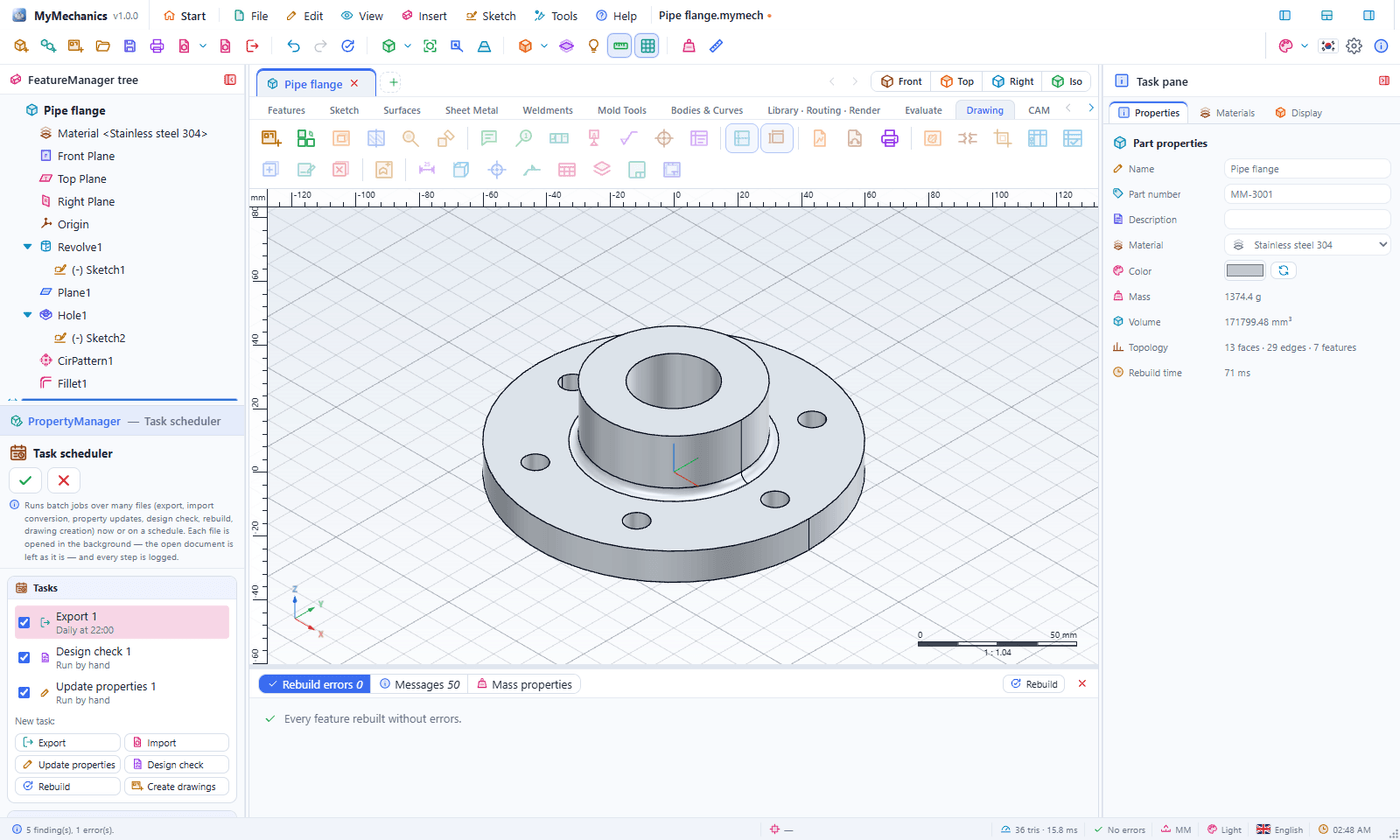 MyMechanics v1.0.0 Start File Edit View Insert Sketch Tools Help Pipe flange.mymech
FeatureManager tree
Pipe flange
Material <Stainless steel 304>
Front Plane
Top Plane
Right Plane
Origin
Revolve1
(-) Sketch1
Plane1
Hole1
(-) Sketch2
CirPattern1
Fillet1
PropertyManager — Task scheduler
Task scheduler
Runs batch jobs over many files (export, import
conversion, property updates, design check, rebuild,
drawing creation) now or on a schedule. Each file is
opened in the background — the open document is
left as it is — and every step is logged.
Tasks
Export 1
Daily at 22:00
Design check 1
Run by hand
Update properties 1
Run by hand
New task:
Export Import
Update properties Design check
Rebuild Create drawings
Pipe flange
Front Top Right Iso
Features Sketch Surfaces Sheet Metal Weldments Mold Tools Bodies & Curves Library · Routing · Render Evaluate Drawing CAM
mm -120 -100 -80 -60 -40 -20 0 20 40 60 80 100 120
80
60
40
20
0
-20
-40
-60
Z
Y
X
0 50 mm
1 : 1.04
Rebuild errors 0 Messages 50 Mass properties Rebuild
Every feature rebuilt without errors.
Task pane
Properties Materials Display
Part properties
Name Pipe flange
Part number MM-3001
Description
Material Stainless steel 304
Color
Mass 1374.4 g
Volume 171799.48 mm³
Topology 13 faces · 29 edges · 7 features
Rebuild time 71 ms
5 finding(s), 1 error(s). — 36 tris · 15.8 ms No errors MM Light English 02:48 AM